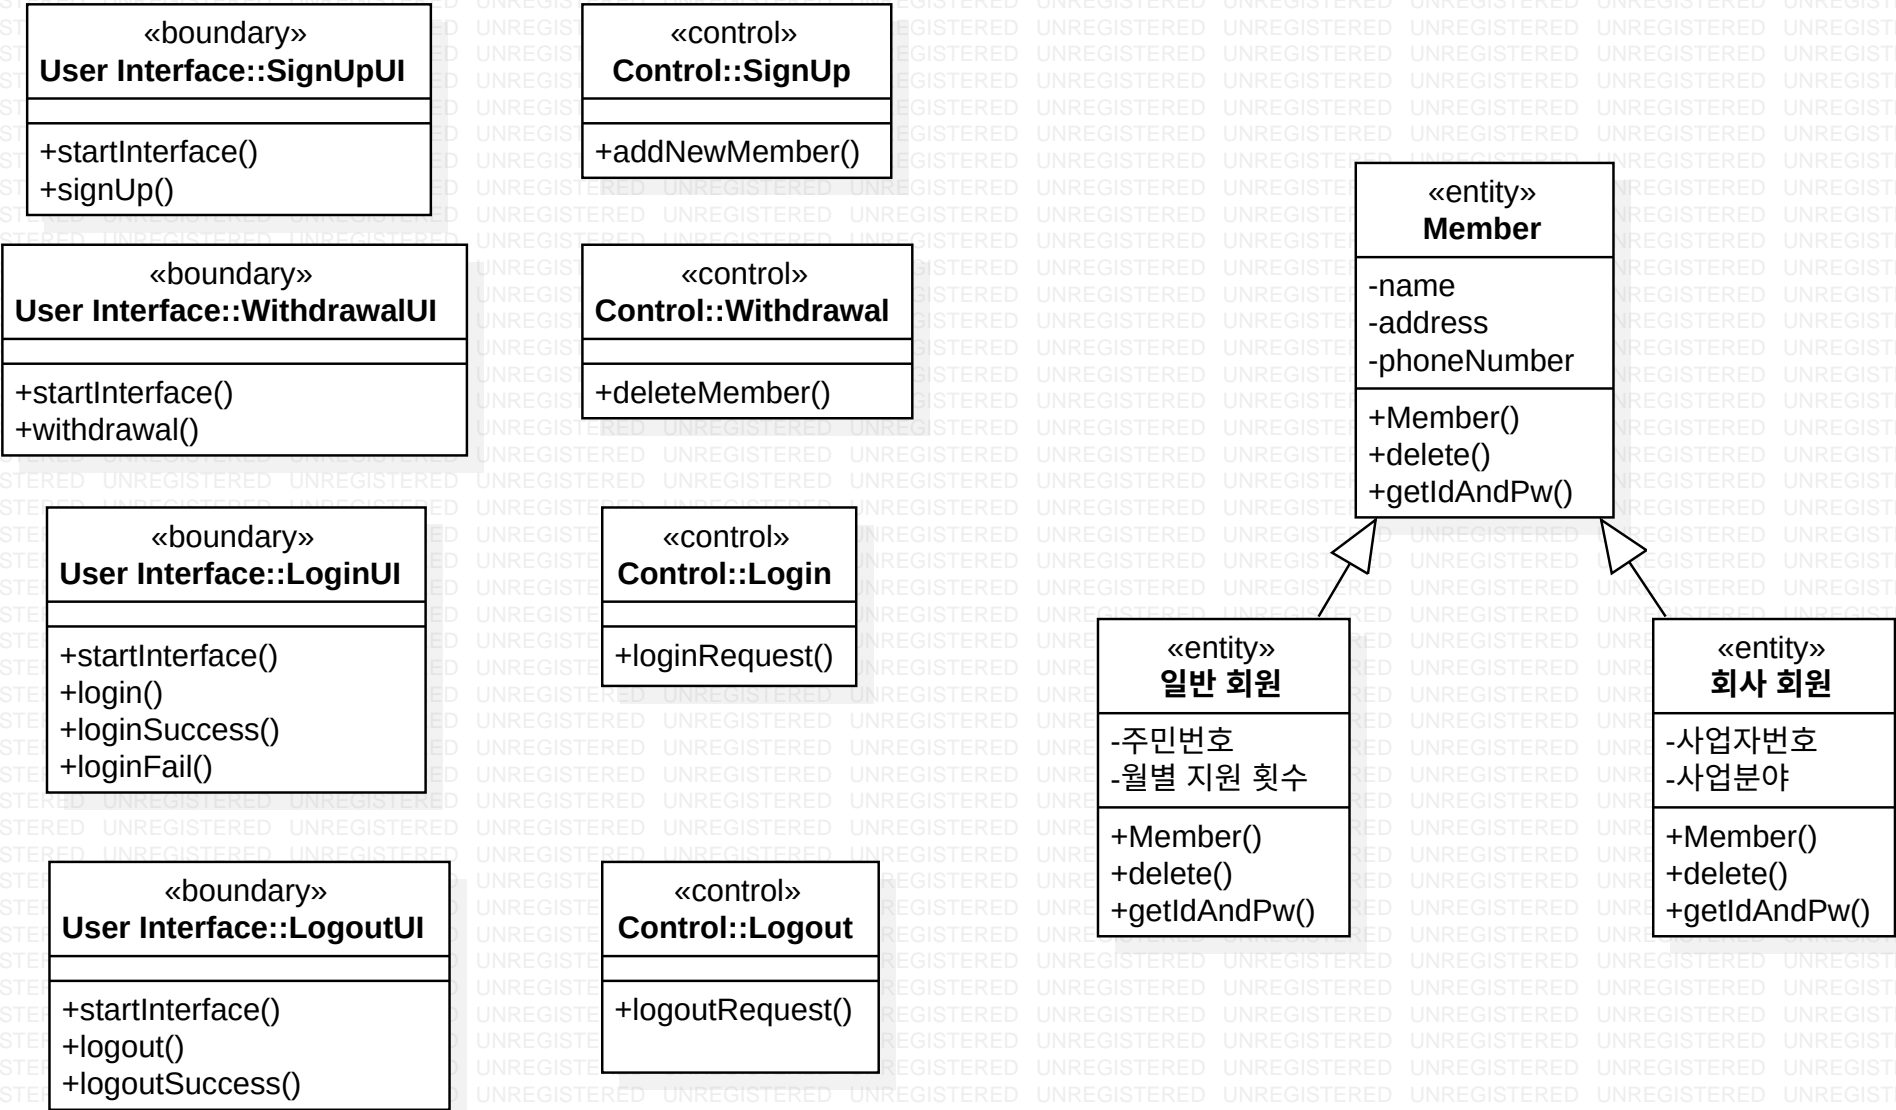 «boundary»
User Interface::SignUpUI
+startInterface()
+signUp()
«control»
Control::SignUp
+addNewMember()
«boundary»
User Interface::WithdrawalUI
+startInterface()
+withdrawal()
«control»
Control::Withdrawal
+deleteMember()
«entity»
Member
-name
-address
-phoneNumber
+Member()
+delete()
+getIdAndPw()
«boundary»
User Interface::LoginUI
+startInterface()
+login()
+loginSuccess()
+loginFail()
«control»
Control::Login
+loginRequest()
«entity»
일반 회원
-주민번호
-월별 지원 횟수
+Member()
+delete()
+getIdAndPw()
«entity»
회사 회원
-사업자번호
-사업분야
+Member()
+delete()
+getIdAndPw()
«boundary»
User Interface::LogoutUI
+startInterface()
+logout()
+logoutSuccess()
«control»
Control::Logout
+logoutRequest()
UNREGISTERED